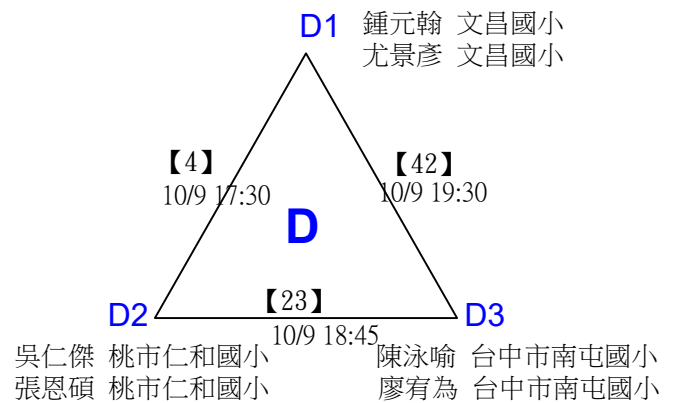 D1 鍾元翰 文昌國小
尤景彥 文昌國小
【4】
10/9 17:30
【42】
10/9 19:30
D
D2
【23】
10/9 18:45
D3
吳仁傑 桃市仁和國小
張恩碩 桃市仁和國小
陳泳喻 台中市南屯國小
廖宥為 台中市南屯國小